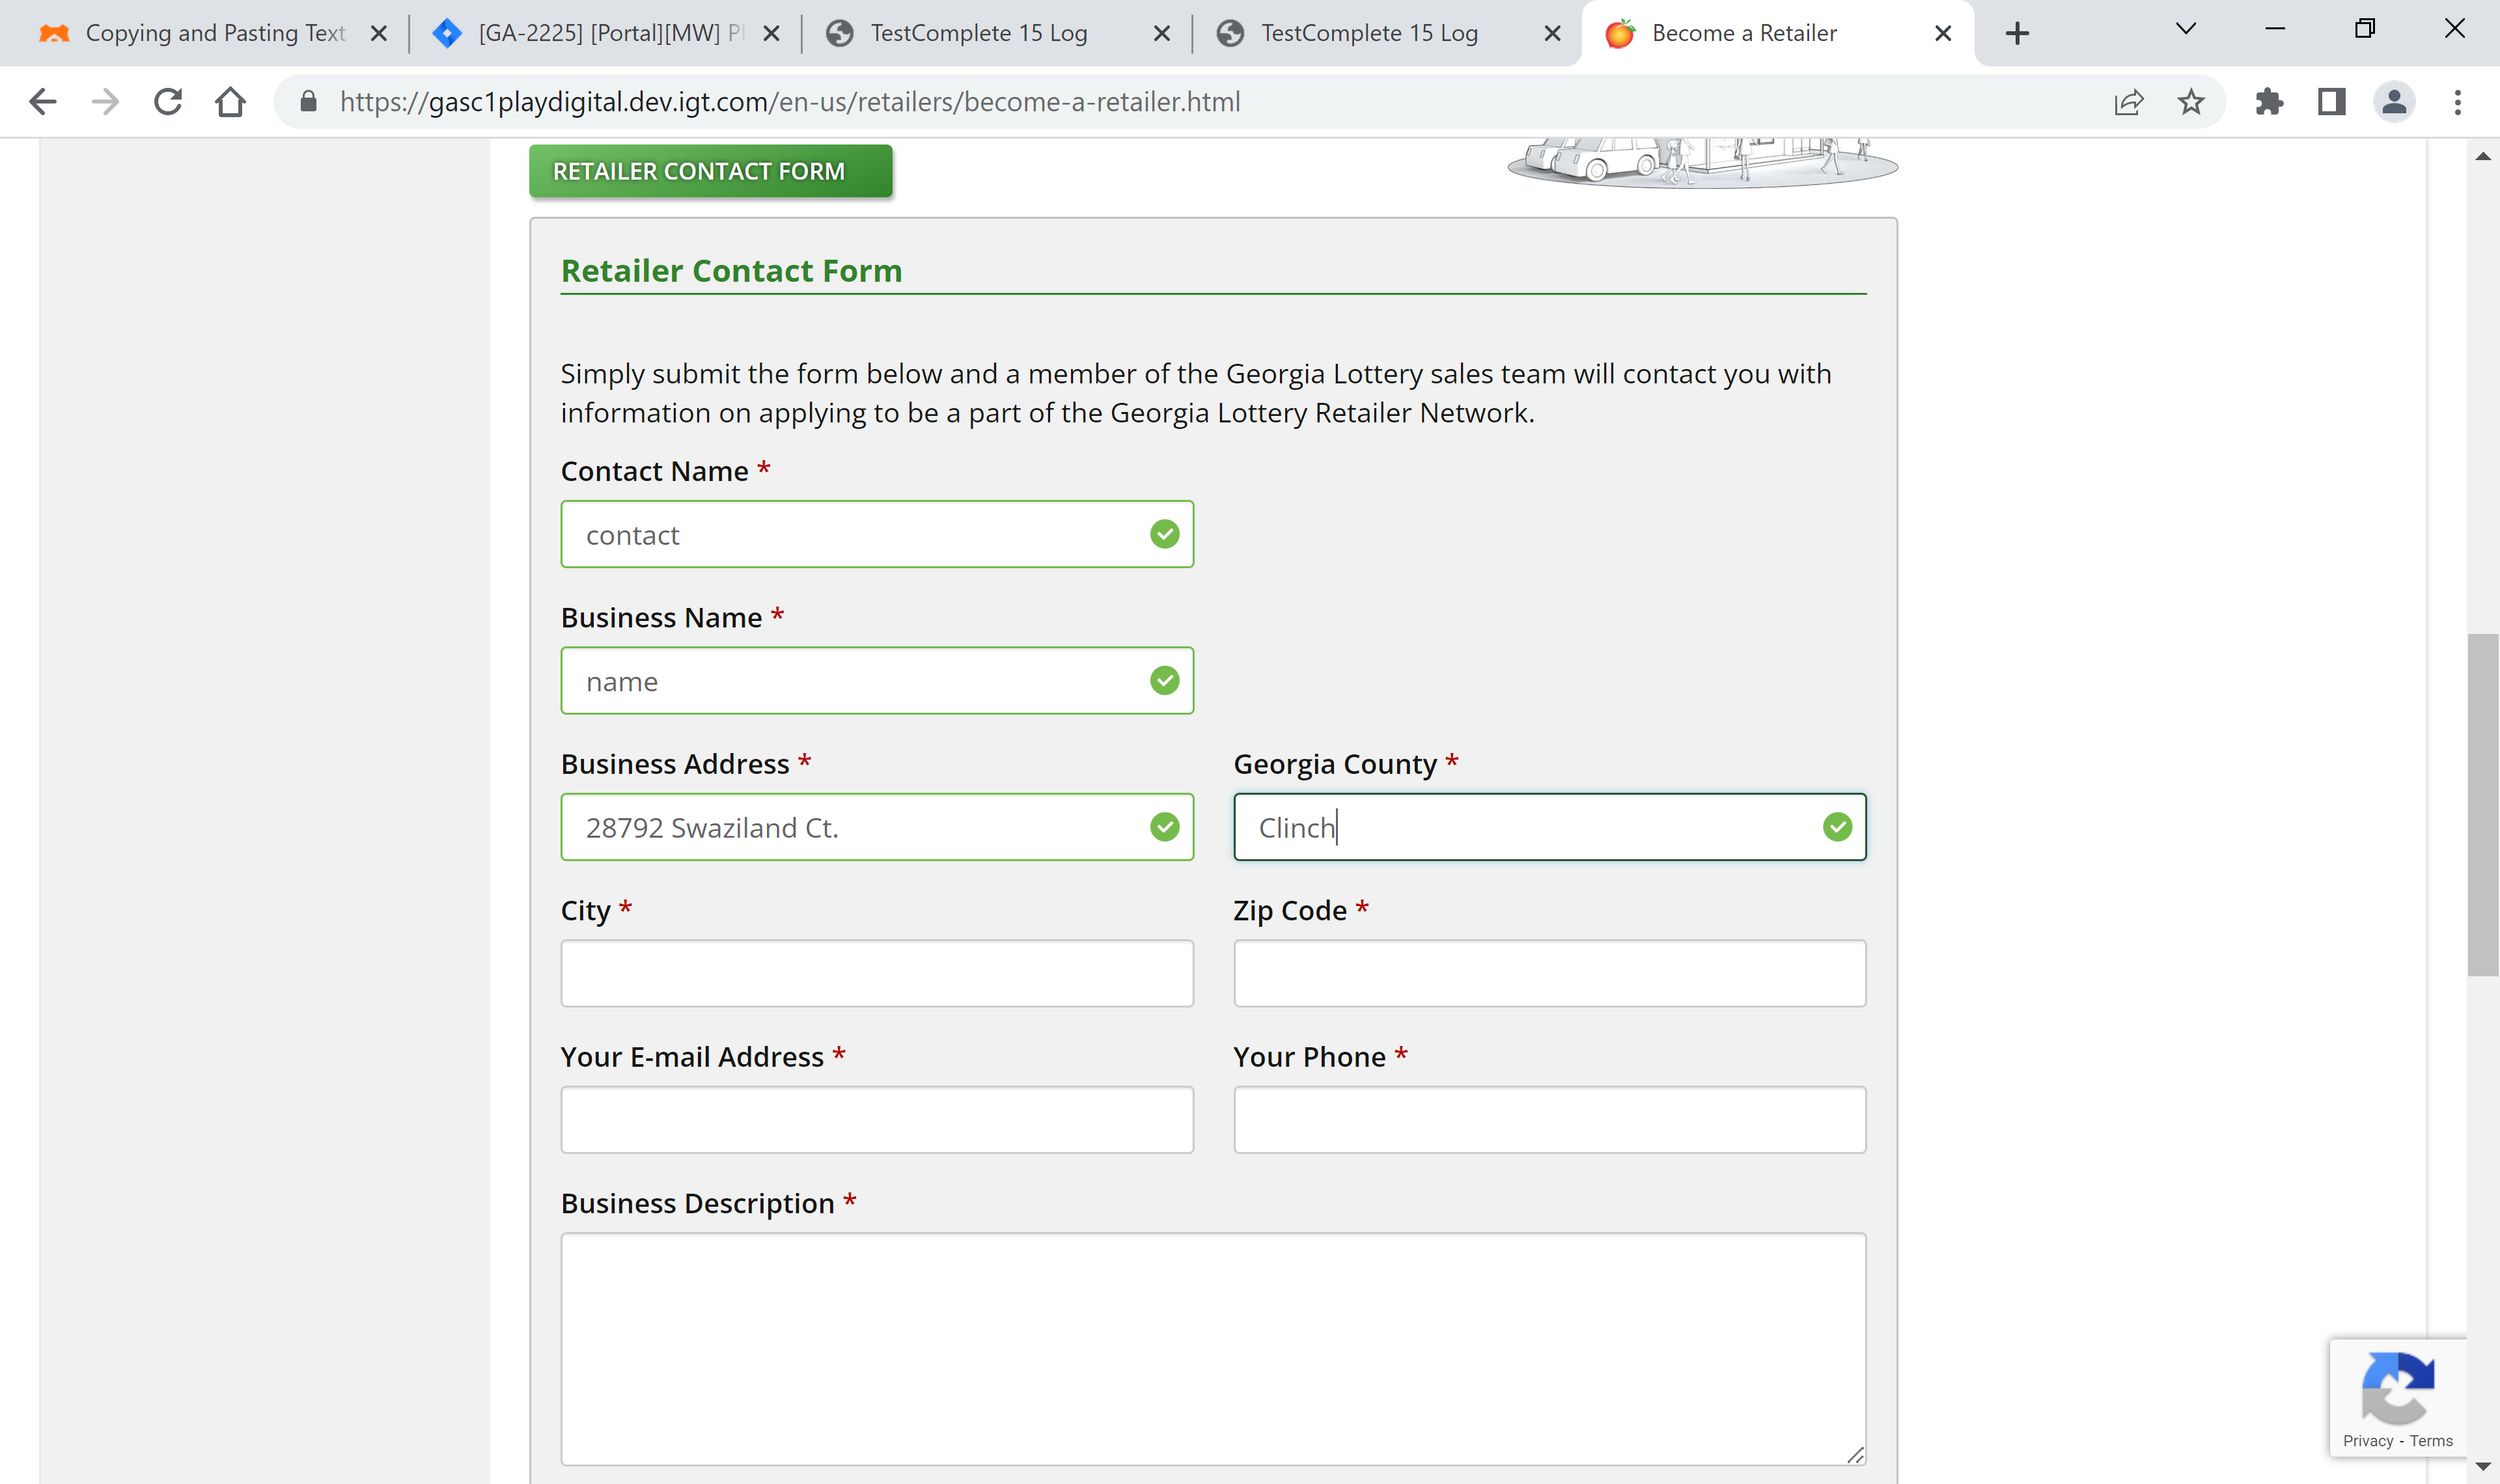 Copying and Pasting Text
[GA-2225] [Portal][MW] Pl
TestComplete 15 Log
TestComplete 15 Log
Become a Retailer
https://gasc1playdigital.dev.igt.com/en-us/retailers/become-a-retailer.html
RETAILER CONTACT FORM
Retailer Contact Form
Simply submit the form below and a member of the Georgia Lottery sales team will contact you with
information on applying to be a part of the Georgia Lottery Retailer Network.
Contact Name *
contact
Business Name *
name
Business Address *
Georgia County *
28792 Swaziland Ct.
Clinch
City *
Zip Code *
Your E-mail Address *
Your Phone *
Business Description *
Privacy - Terms